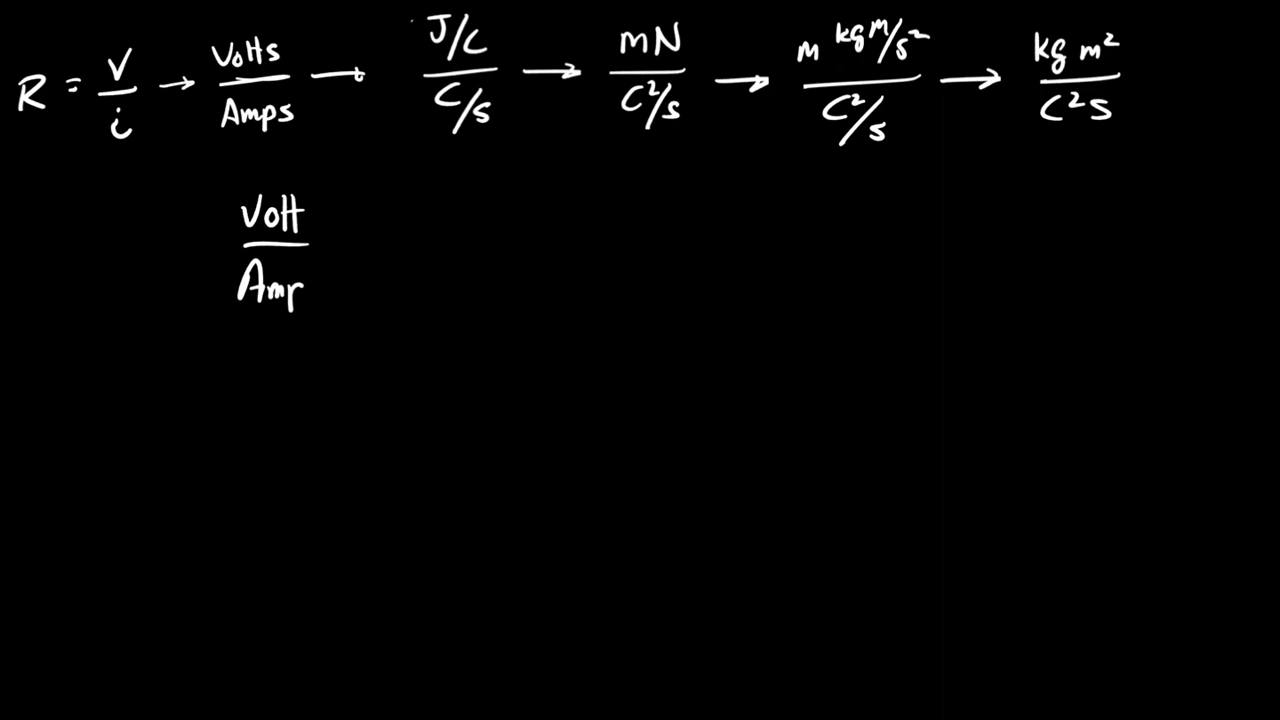 R = V/i → Volts/Amps → J/C / C/s → mN / C²/s → m kg m/s² / C²/s → kg m² / C² s
Volt/Amp